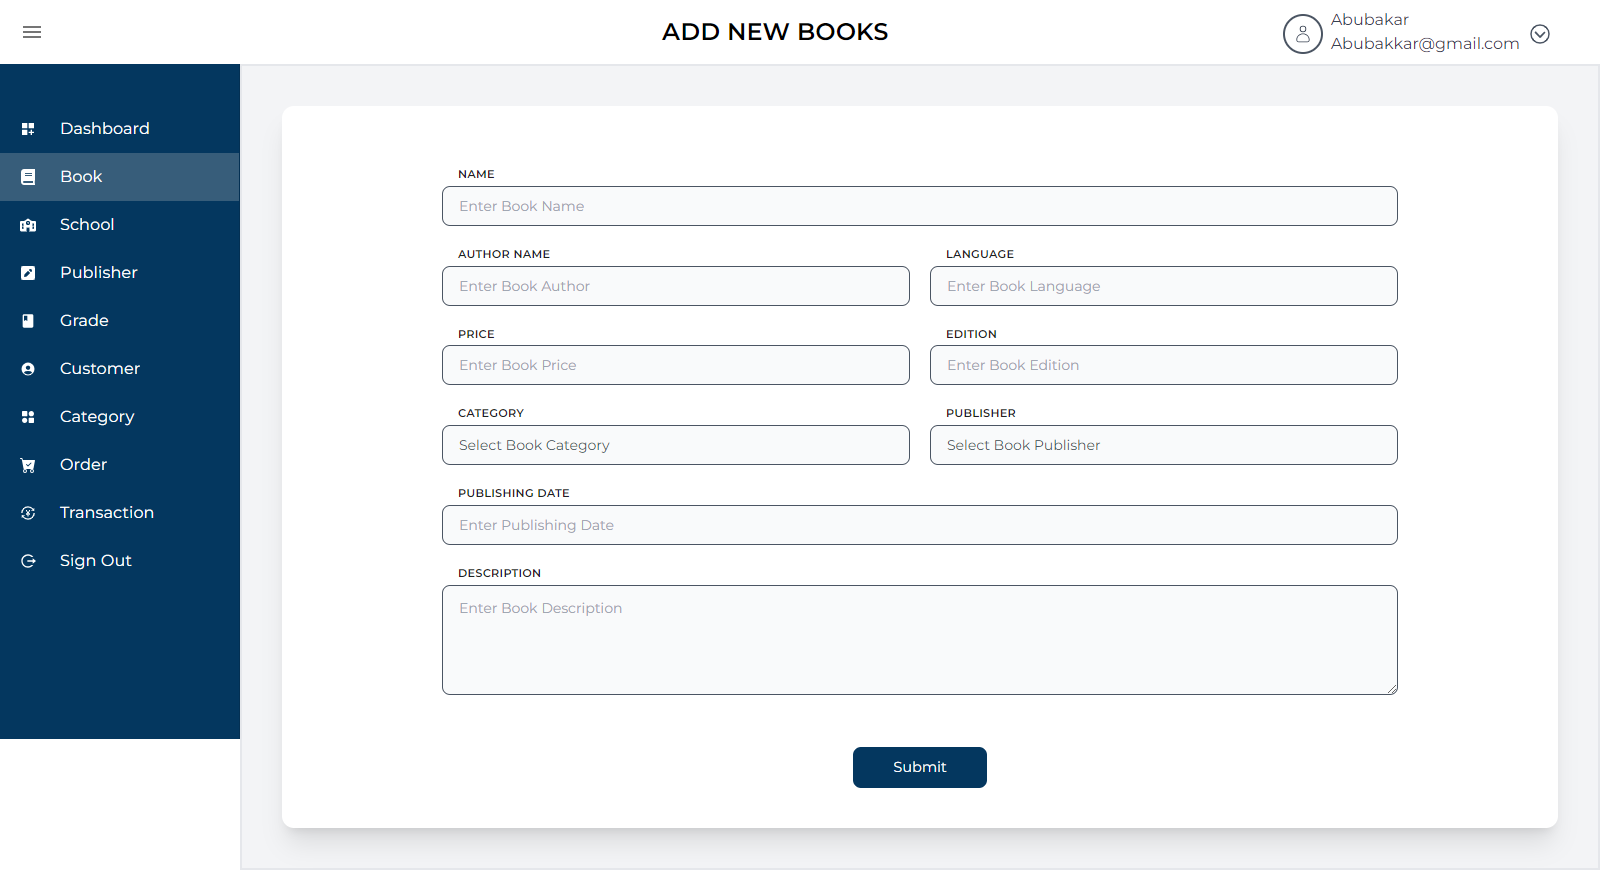 ADD NEW BOOKS
Abubakar
Abubakkar@gmail.com
Dashboard
Book
School
Publisher
Grade
Customer
Category
Order
Transaction
Sign Out
NAME
Enter Book Name
AUTHOR NAME
LANGUAGE
Enter Book Author
Enter Book Language
PRICE
EDITION
Enter Book Price
Enter Book Edition
CATEGORY
PUBLISHER
Select Book Category
Select Book Publisher
PUBLISHING DATE
Enter Publishing Date
DESCRIPTION
Enter Book Description
Submit